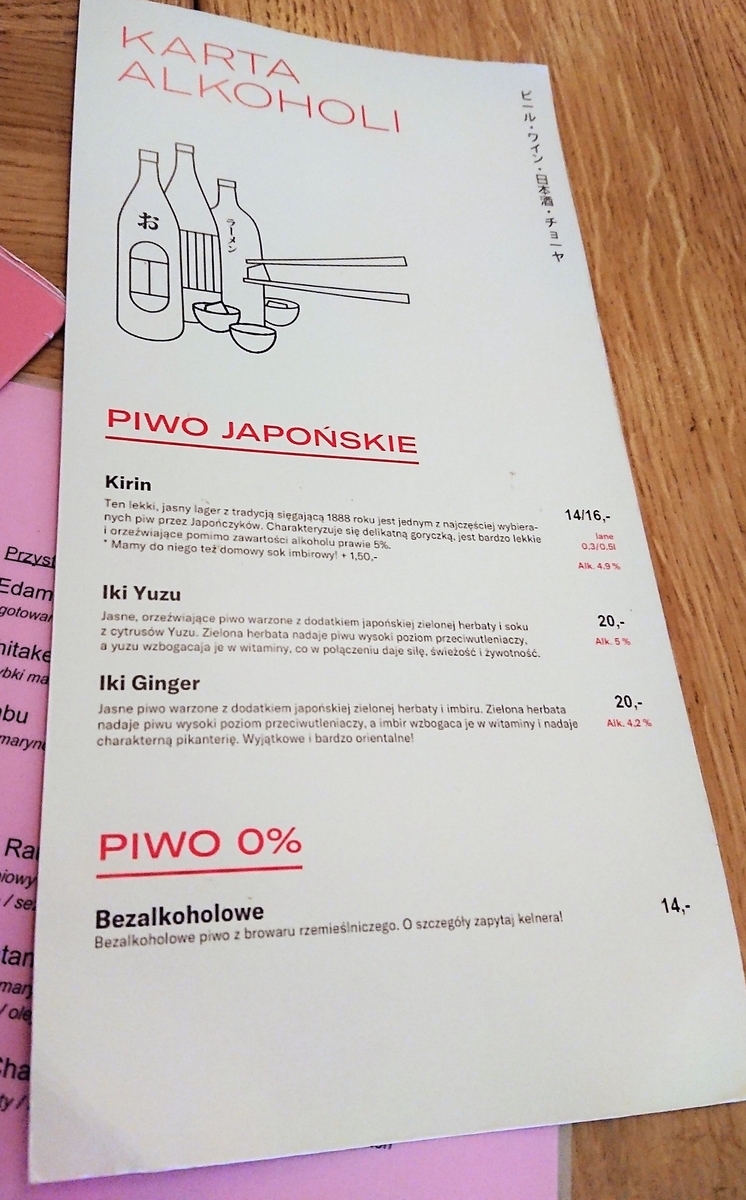 KARTA
ALKOHOLI
ビール・ワイン・日本酒・チョーヤ
お
ラーメン
PIWO JAPOŃSKIE
Kirin
14/16,-
Ten lekki, jasny lager z tradycją sięgającą 1888 roku jest jednym z najczęściej wybiera-
nych piw przez Japończyków. Charakteryzuje się delikatną goryczką, jest bardzo lekkie
i orzeźwiające pomimo zawartości alkoholu prawie 5%.
* Mamy do niego też domowy sok imbirowy! + 1,50,-
lane
0,3/0,5l
Alk. 4.9 %
Iki Yuzu
20,-
Jasne, orzeźwiające piwo warzone z dodatkiem japońskiej zielonej herbaty i soku
z cytrusów Yuzu. Zielona herbata nadaje piwu wysoki poziom przeciwutleniaczy,
a yuzu wzbogacaja je w witaminy, co w połączeniu daje siłę, świeżość i żywotność.
Alk. 5 %
Iki Ginger
20,-
Jasne piwo warzone z dodatkiem japońskiej zielonej herbaty i imbiru. Zielona herbata
nadaje piwu wysoki poziom przeciwutleniaczy, a imbir wzbogaca je w witaminy i nadaje
charakterną pikanterię. Wyjątkowe i bardzo orientalne!
Alk. 4.2 %
PIWO 0%
Bezalkoholowe
14,-
Bezalkoholowe piwo z browaru rzemieślniczego. O szczegóły zapytaj kelnera!